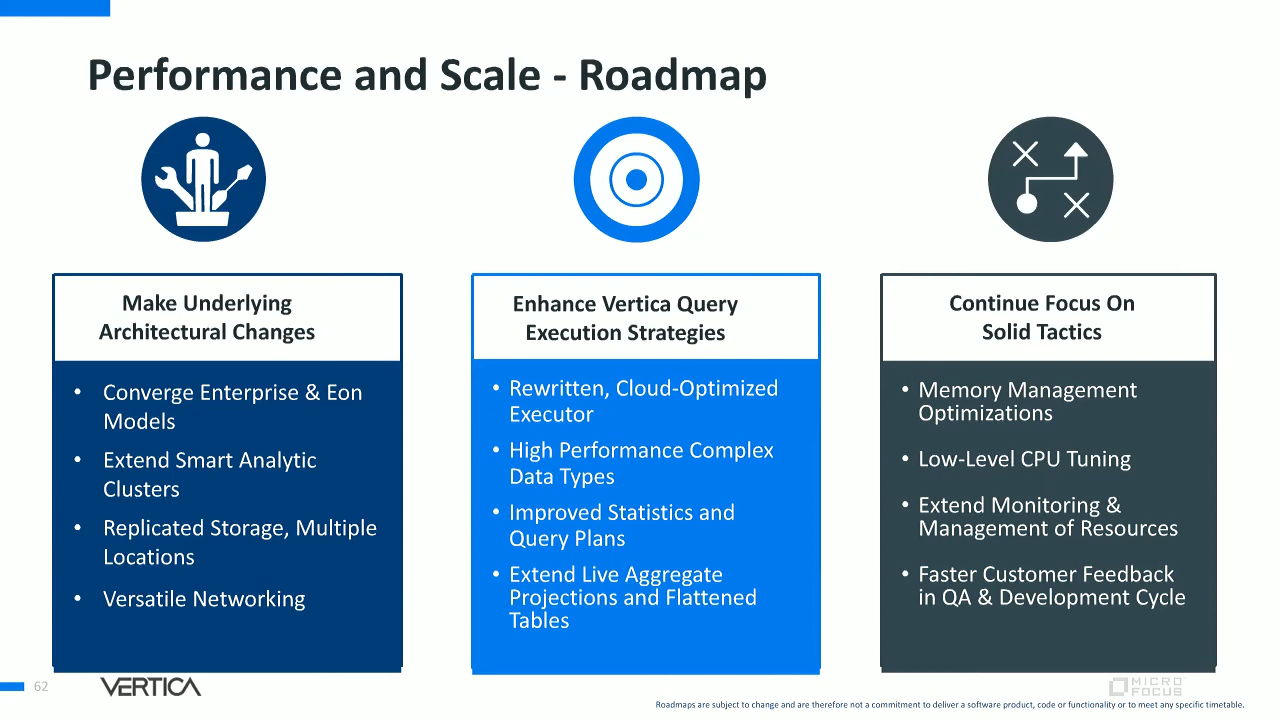 Performance and Scale - Roadmap
Make Underlying
Architectural Changes
• Converge Enterprise & Eon
Models
• Extend Smart Analytic
Clusters
• Replicated Storage, Multiple
Locations
• Versatile Networking
Enhance Vertica Query
Execution Strategies
• Rewritten, Cloud-Optimized
Executor
• High Performance Complex
Data Types
• Improved Statistics and
Query Plans
• Extend Live Aggregate
Projections and Flattened
Tables
Continue Focus On
Solid Tactics
• Memory Management
Optimizations
• Low-Level CPU Tuning
• Extend Monitoring &
Management of Resources
• Faster Customer Feedback
in QA & Development Cycle
62
VERTICA
MICRO
FOCUS
Roadmaps are subject to change and are therefore not a commitment to deliver a software product, code or functionality or to meet any specific timetable.